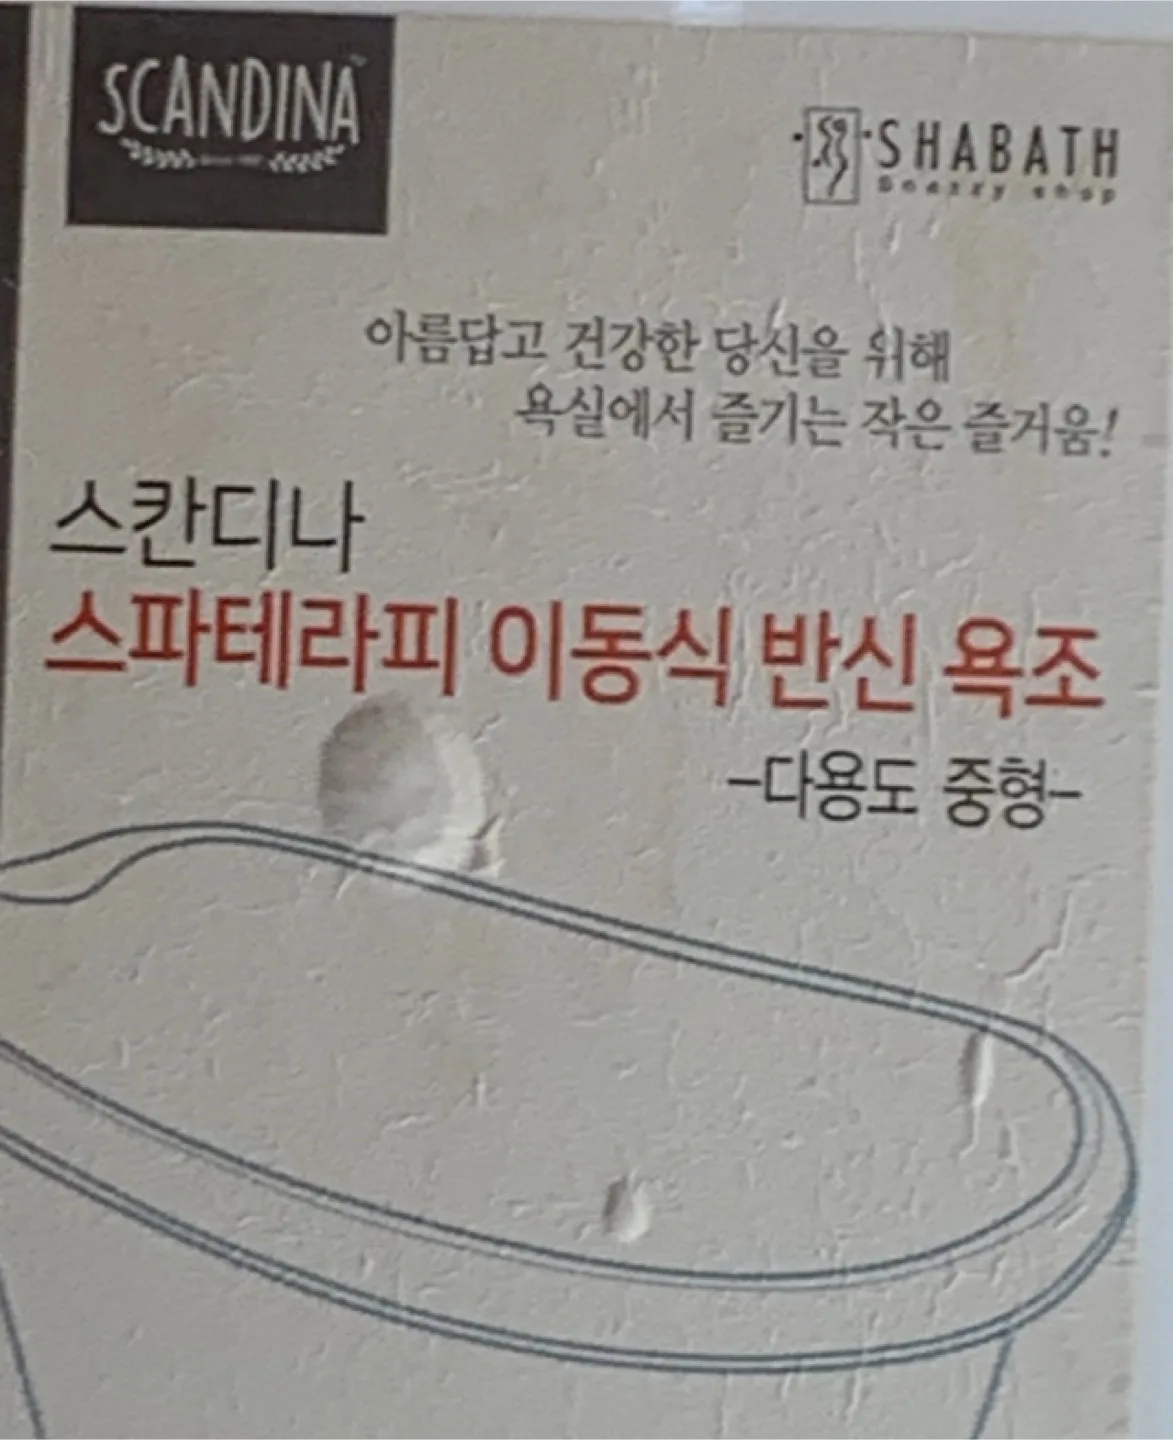 SCANDINA
SHABATH
Snazzy shop
아름답고 건강한 당신을 위해
욕실에서 즐기는 작은 즐거움!
스칸디나
스파테라피 이동식 반신 욕조
-다용도 중형-